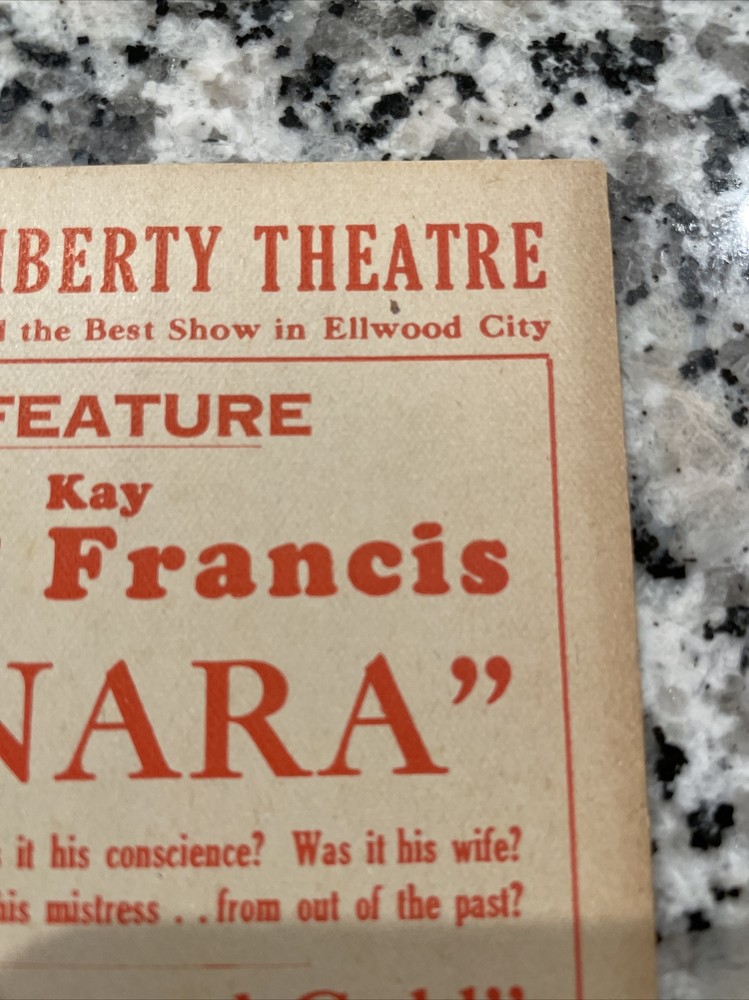 IBERTY THEATRE
the Best Show in Ellwood City
FEATURE
Kay
Francis
NARA”
it his conscience? Was it his wife?
his mistress . . from out of the past?